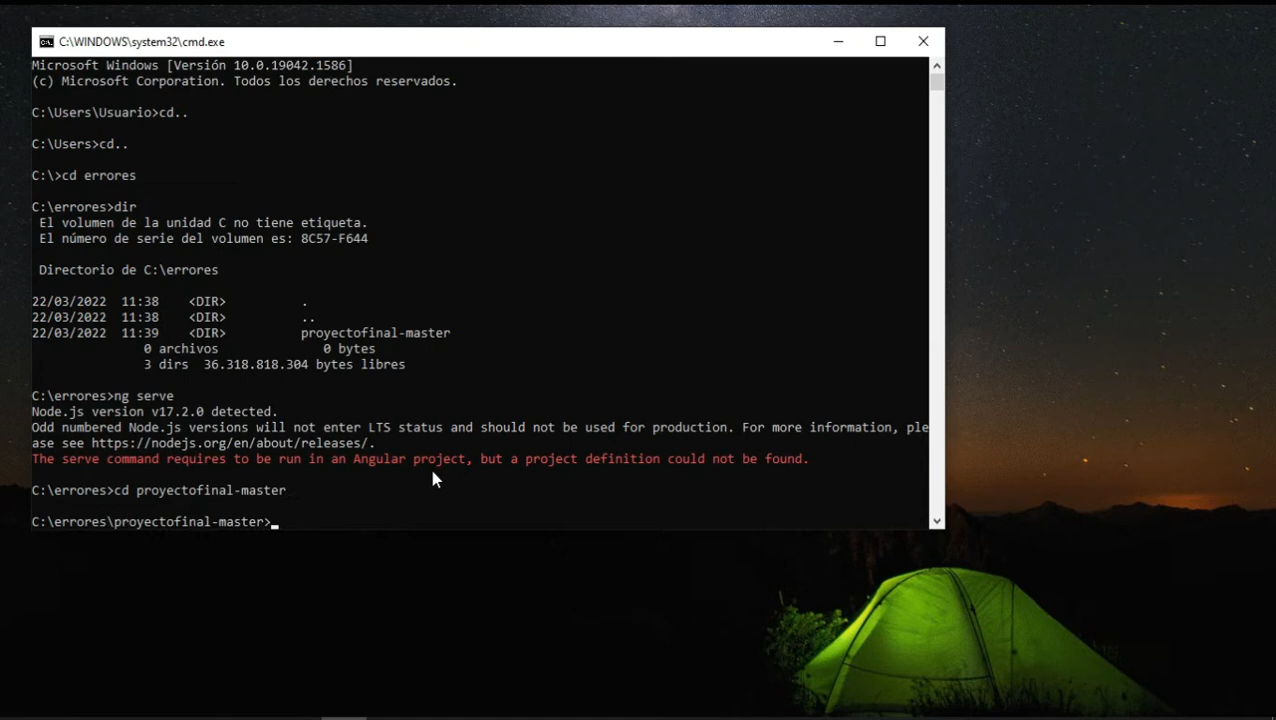 C:\WINDOWS\system32\cmd.exe
Microsoft Windows [Versión 10.0.19042.1586]
(c) Microsoft Corporation. Todos los derechos reservados.
C:\Users\Usuario>cd..
C:\Users>cd..
C:\>cd errores
C:\errores>dir
El volumen de la unidad C no tiene etiqueta.
El número de serie del volumen es: 8C57-F644
Directorio de C:\errores
22/03/2022  11:38    <DIR>          .
22/03/2022  11:38    <DIR>          ..
22/03/2022  11:39    <DIR>          proyectofinal-master
0 archivos              0 bytes
3 dirs  36.318.818.304 bytes libres
C:\errores>ng serve
Node.js version v17.2.0 detected.
Odd numbered Node.js versions will not enter LTS status and should not be used for production. For more information, ple
ase see https://nodejs.org/en/about/releases/.
The serve command requires to be run in an Angular project, but a project definition could not be found.
C:\errores>cd proyectofinal-master
C:\errores\proyectofinal-master>